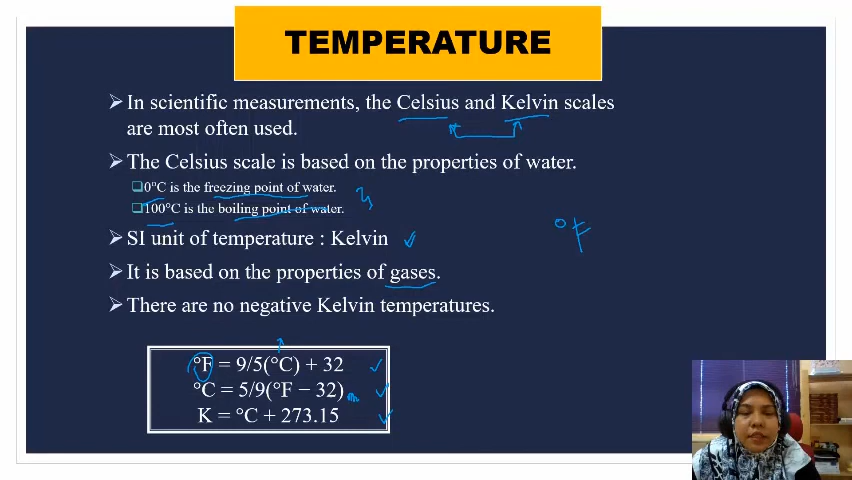 TEMPERATURE
➢ In scientific measurements, the Celsius and Kelvin scales
are most often used.
➢ The Celsius scale is based on the properties of water.
❑ 0°C is the freezing point of water.
❑ 100°C is the boiling point of water.
°F
➢ SI unit of temperature : Kelvin
➢ It is based on the properties of gases.
➢ There are no negative Kelvin temperatures.
°F = 9/5(°C) + 32
°C = 5/9(°F − 32)
K = °C + 273.15